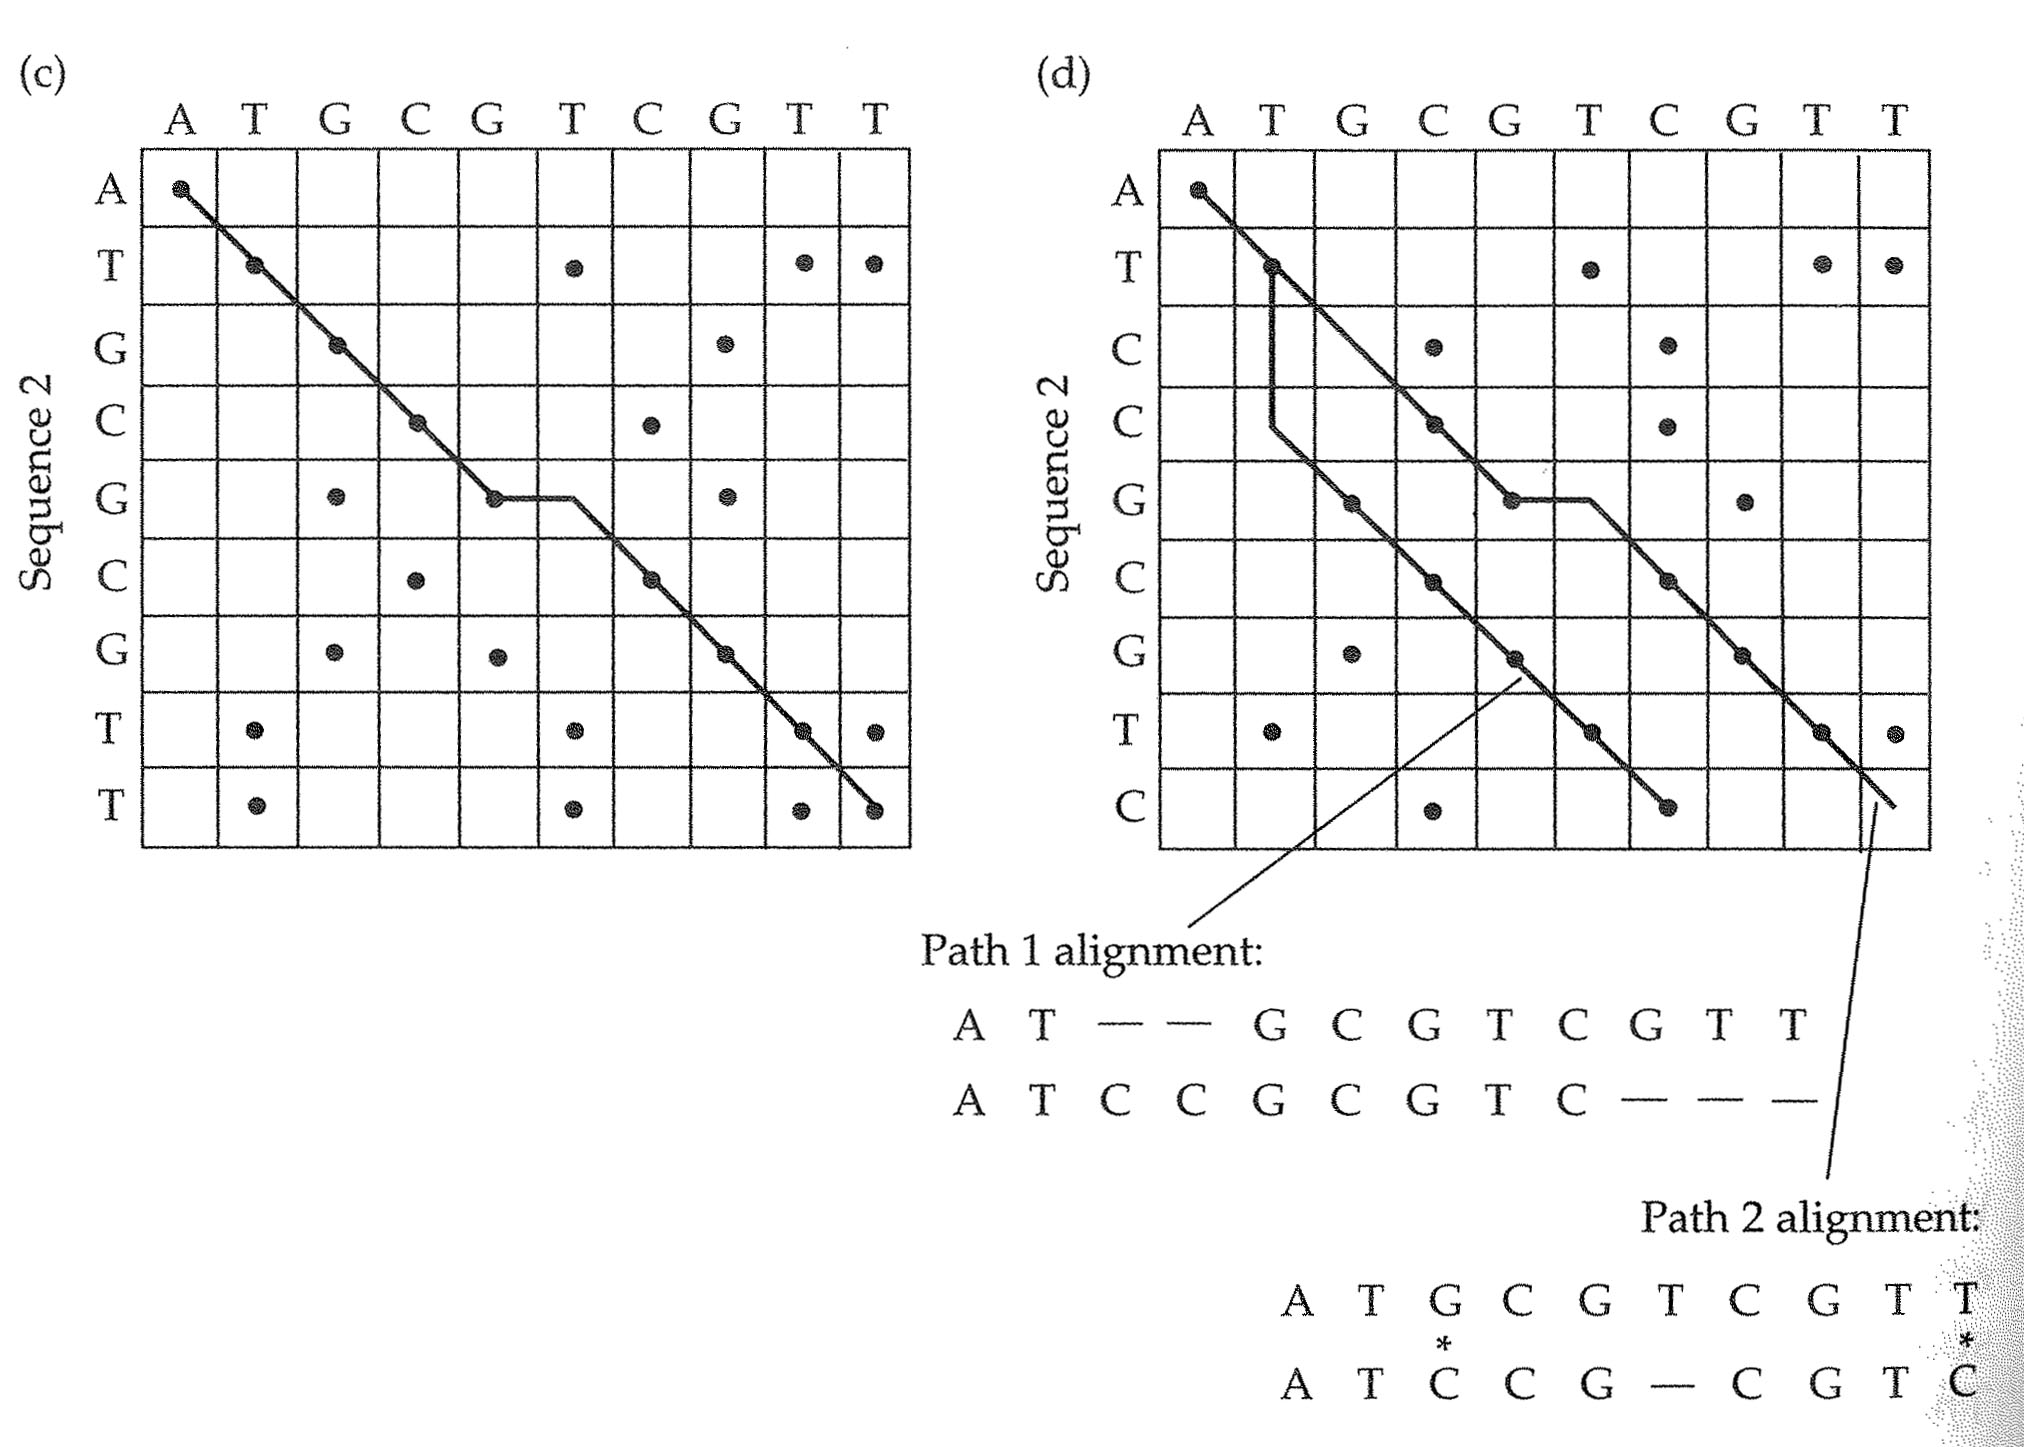 (c)
A T G C G T C G T T
A
T
G
C
G
C
G
T
T
Sequence 2
(d)
A T G C G T C G T T
A
T
C
C
G
C
G
T
C
Sequence 2
Path 1 alignment:
A T — — G C G T C G T T
A T C C G C G T C — — —
Path 2 alignment:
A T G C G T C G T T
* *
A T C C G — C G T C